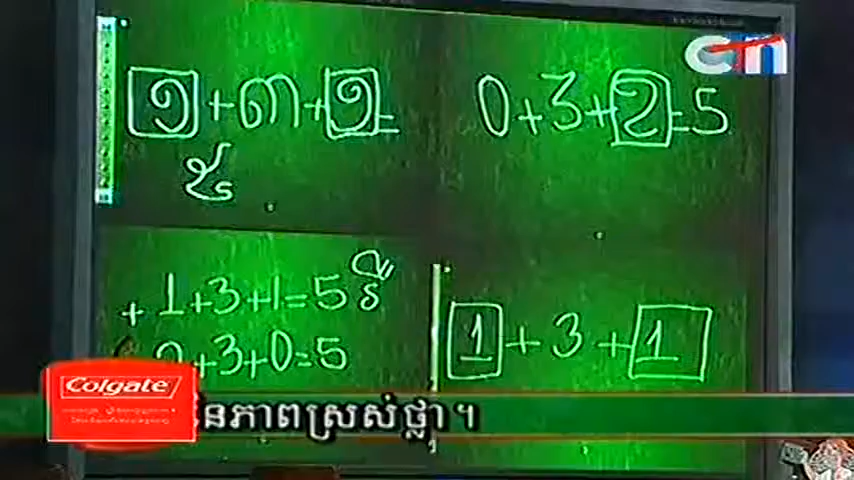 CTN
១+៣+១=
៥
0+3+2=5
+ 1+3+1=5 ឬ
2+3+0=5
1+3+1
Colgate
នៃភាពស្រស់ថ្លា។